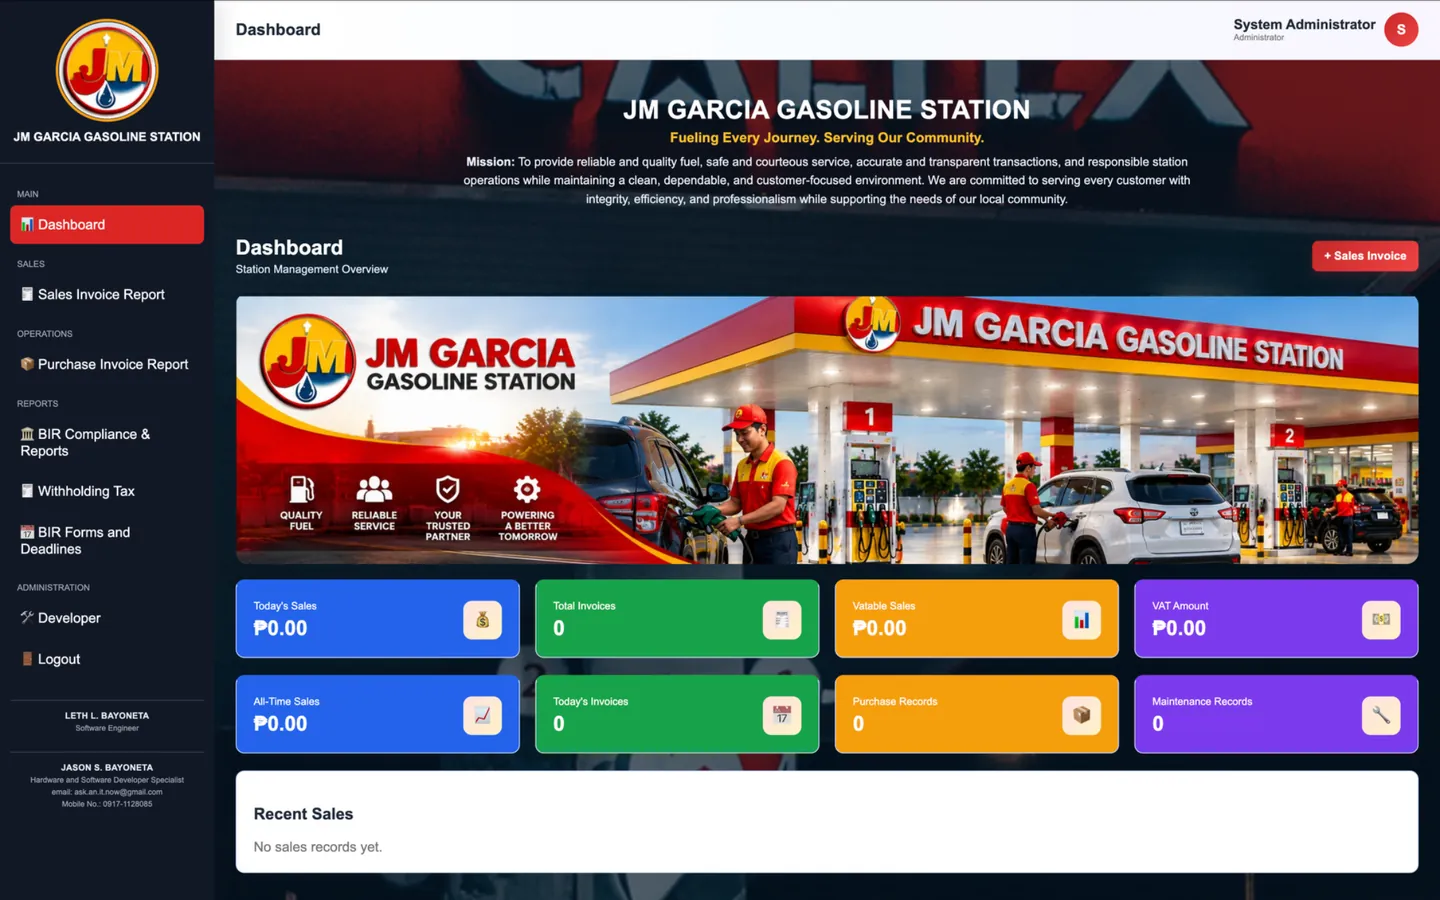 JM
JM GARCIA GASOLINE STATION
MAIN
Dashboard
SALES
Sales Invoice Report
OPERATIONS
Purchase Invoice Report
REPORTS
BIR Compliance &
Reports
Withholding Tax
BIR Forms and
Deadlines
ADMINISTRATION
Developer
Logout
LETH L. BAYONETA
Software Engineer
JASON S. BAYONETA
Hardware and Software Developer Specialist
email: ask.an.it.now@gmail.com
Mobile No.: 0917-1128085
Dashboard
System Administrator
Administrator
S
CALTEX
JM GARCIA GASOLINE STATION
Fueling Every Journey. Serving Our Community.
Mission: To provide reliable and quality fuel, safe and courteous service, accurate and transparent transactions, and responsible station
operations while maintaining a clean, dependable, and customer-focused environment. We are committed to serving every customer with
integrity, efficiency, and professionalism while supporting the needs of our local community.
Dashboard
Station Management Overview
+ Sales Invoice
JM
JM GARCIA
GASOLINE STATION
QUALITY
FUEL
RELIABLE
SERVICE
YOUR
TRUSTED
PARTNER
POWERING
A BETTER
TOMORROW
JM
JM GARCIA GASOLINE STATION
1
2
Today's Sales
₱0.00
Total Invoices
0
Vatable Sales
₱0.00
VAT Amount
₱0.00
2
1
All-Time Sales
₱0.00
Today's Invoices
0
17
Purchase Records
0
Maintenance Records
0
Recent Sales
No sales records yet.